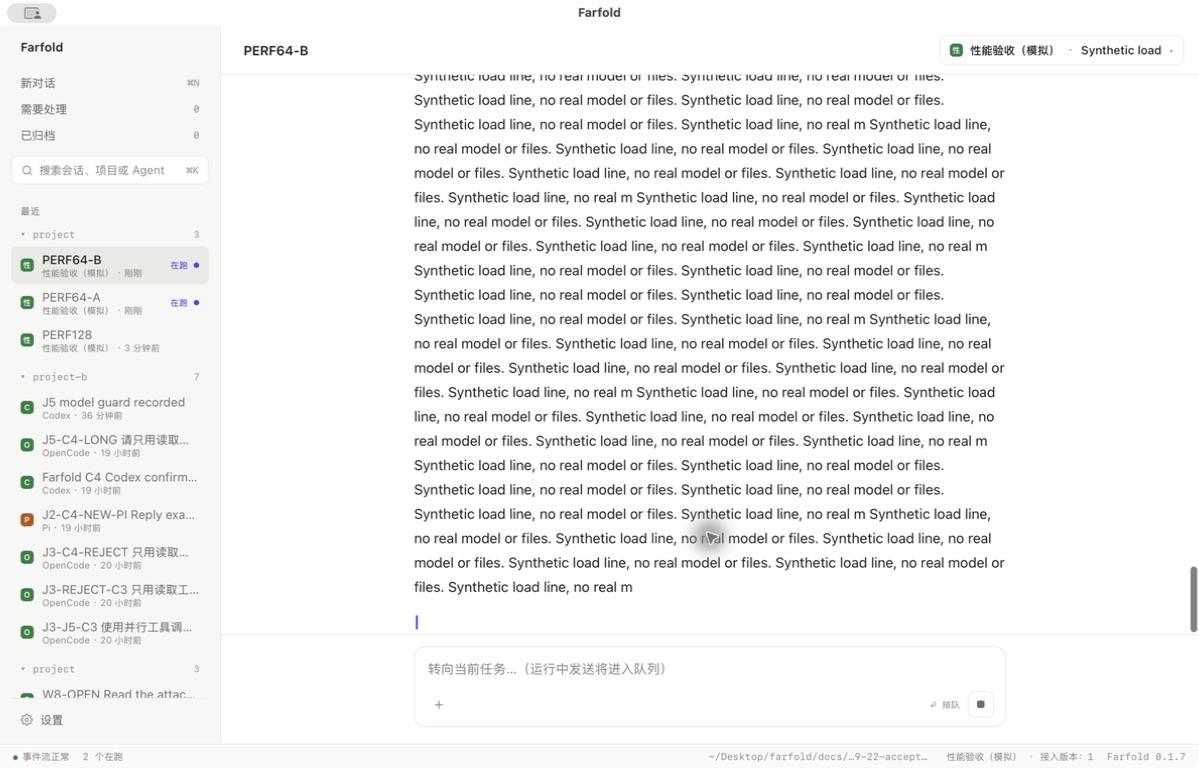 Farfold
Farfold
新对话 ⌘N
需要处理 0
已归档 0
搜索会话、项目或 Agent ⌘K
最近
project 3
性 PERF64-B 在跑
性能验收（模拟） · 刚刚
性 PERF64-A 在跑
性能验收（模拟） · 刚刚
性 PERF128
性能验收（模拟） · 3 分钟前
project-b 7
C J5 model guard recorded
Codex · 36 分钟前
O J5-C4-LONG 请只用读取...
OpenCode · 19 小时前
C Farfold C4 Codex confirm...
Codex · 19 小时前
P J2-C4-NEW-PI Reply exa...
Pi · 19 小时前
O J3-C4-REJECT 只用读取...
OpenCode · 20 小时前
O J3-REJECT-C3 只用读取工...
OpenCode · 20 小时前
O J3-J5-C3 使用并行工具调...
OpenCode · 20 小时前
project 3
W8-OPEN Read the attac...
设置
PERF64-B
性 性能验收（模拟） · Synthetic load
Synthetic load line, no real model or files. Synthetic load line, no real model or files.
Synthetic load line, no real model or files. Synthetic load line, no real model or files.
Synthetic load line, no real model or files. Synthetic load line, no real m Synthetic load line,
no real model or files. Synthetic load line, no real model or files. Synthetic load line, no real
model or files. Synthetic load line, no real model or files. Synthetic load line, no real model or
files. Synthetic load line, no real m Synthetic load line, no real model or files. Synthetic load
line, no real model or files. Synthetic load line, no real model or files. Synthetic load line, no
real model or files. Synthetic load line, no real model or files. Synthetic load line, no real m
Synthetic load line, no real model or files. Synthetic load line, no real model or files.
Synthetic load line, no real model or files. Synthetic load line, no real model or files.
Synthetic load line, no real model or files. Synthetic load line, no real m Synthetic load line,
no real model or files. Synthetic load line, no real model or files. Synthetic load line, no real
model or files. Synthetic load line, no real model or files. Synthetic load line, no real model or
files. Synthetic load line, no real m Synthetic load line, no real model or files. Synthetic load
line, no real model or files. Synthetic load line, no real model or files. Synthetic load line, no
real model or files. Synthetic load line, no real model or files. Synthetic load line, no real m
Synthetic load line, no real model or files. Synthetic load line, no real model or files.
Synthetic load line, no real model or files. Synthetic load line, no real model or files.
Synthetic load line, no real model or files. Synthetic load line, no real m Synthetic load line,
no real model or files. Synthetic load line, no real model or files. Synthetic load line, no real
model or files. Synthetic load line, no real model or files. Synthetic load line, no real model or
files. Synthetic load line, no real m
转向当前任务...（运行中发送将进入队列）
+ ⏎ 排队
事件流正常 2 个在跑 ~/Desktop/farfold/docs/…9-22-accept… 性能验收（模拟） · 接入版本: 1 Farfold 0.1.7